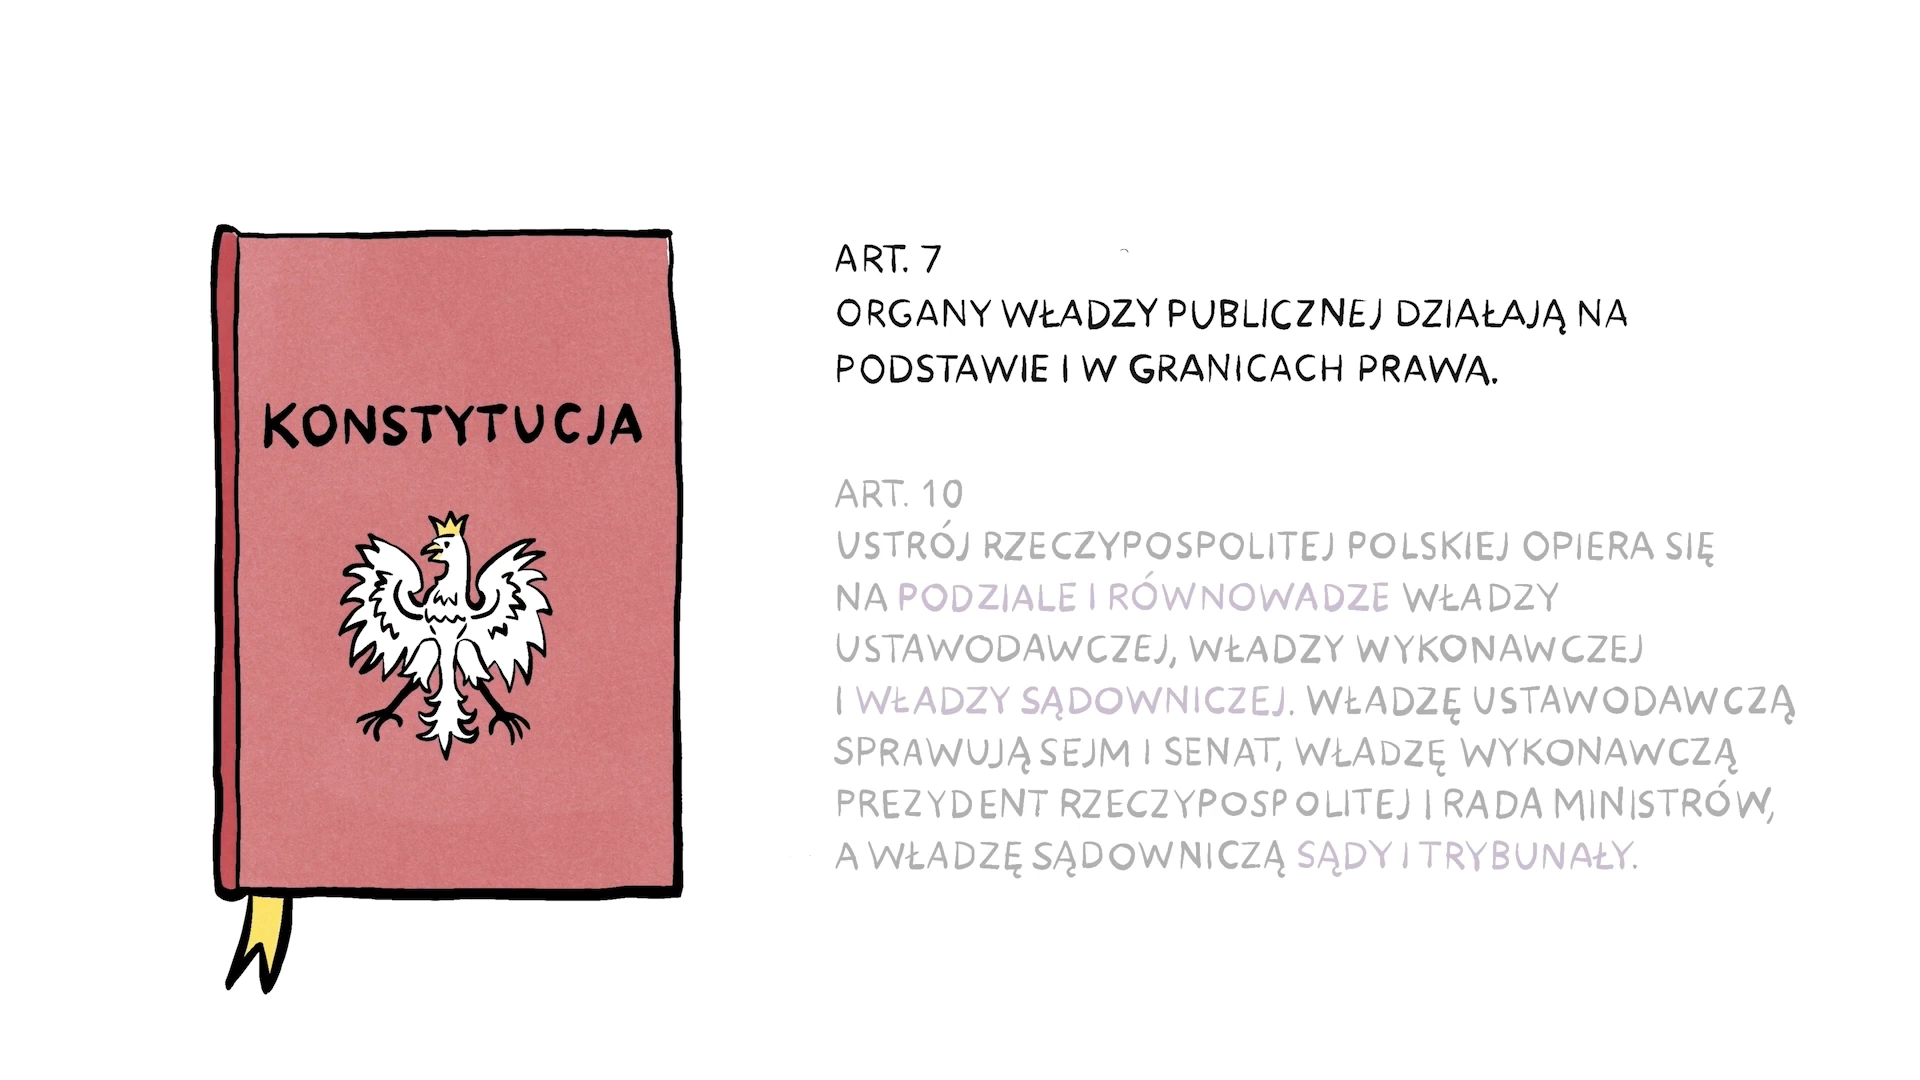 KONSTYTUCJA
ART. 7
ORGANY WŁADZY PUBLICZNEJ DZIAŁAJĄ NA
PODSTAWIE I W GRANICACH PRAWA.
ART. 10
USTRÓJ RZECZYPOSPOLITEJ POLSKIEJ OPIERA SIĘ
NA PODZIALE I RÓWNOWADZE WŁADZY
USTAWODAWCZEJ, WŁADZY WYKONAWCZEJ
I WŁADZY SĄDOWNICZEJ. WŁADZĘ USTAWODAWCZĄ
SPRAWUJĄ SEJM I SENAT, WŁADZĘ WYKONAWCZĄ
PREZYDENT RZECZYPOSPOLITEJ I RADA MINISTRÓW,
A WŁADZĘ SĄDOWNICZĄ SĄDY I TRYBUNAŁY.